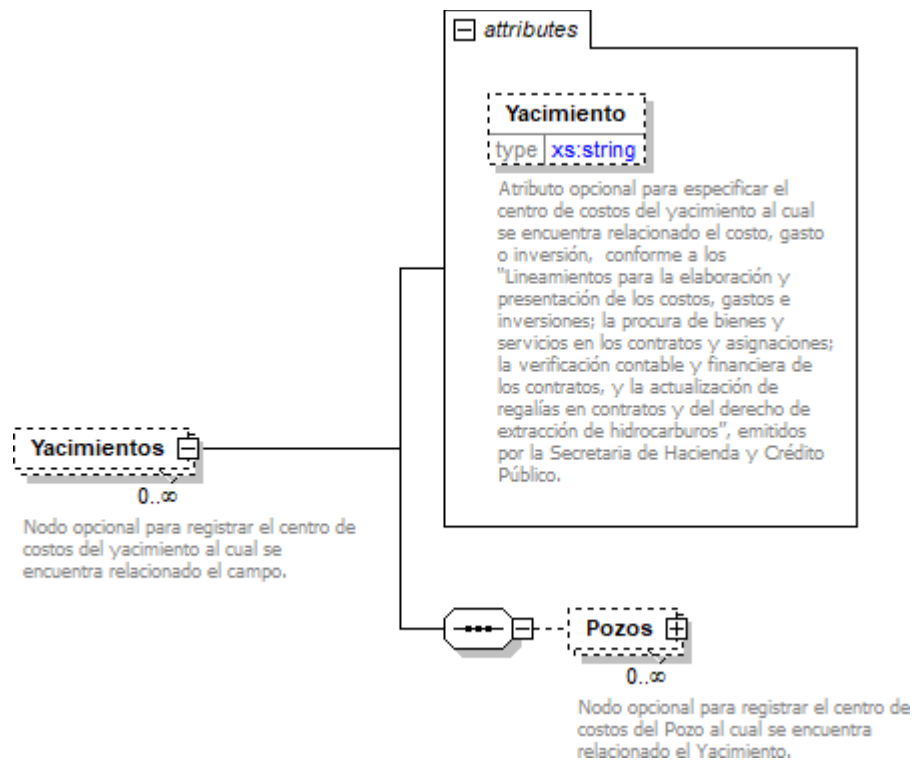 attributes
Yacimiento
type xs:string
Atributo opcional para especificar el
centro de costos del yacimiento al cual
se encuentra relacionado el costo, gasto
o inversión,  conforme a los
"Lineamientos para la elaboración y
presentación de los costos, gastos e
inversiones; la procura de bienes y
servicios en los contratos y asignaciones;
la verificación contable y financiera de
los contratos, y la actualización de
regalías en contratos y del derecho de
extracción de hidrocarburos", emitidos
por la Secretaria de Hacienda y Crédito
Público.
Yacimientos
0..∞
Nodo opcional para registrar el centro de
costos del yacimiento al cual se
encuentra relacionado el campo.
Pozos
0..∞
Nodo opcional para registrar el centro de
costos del Pozo al cual se encuentra
relacionado el Yacimiento.